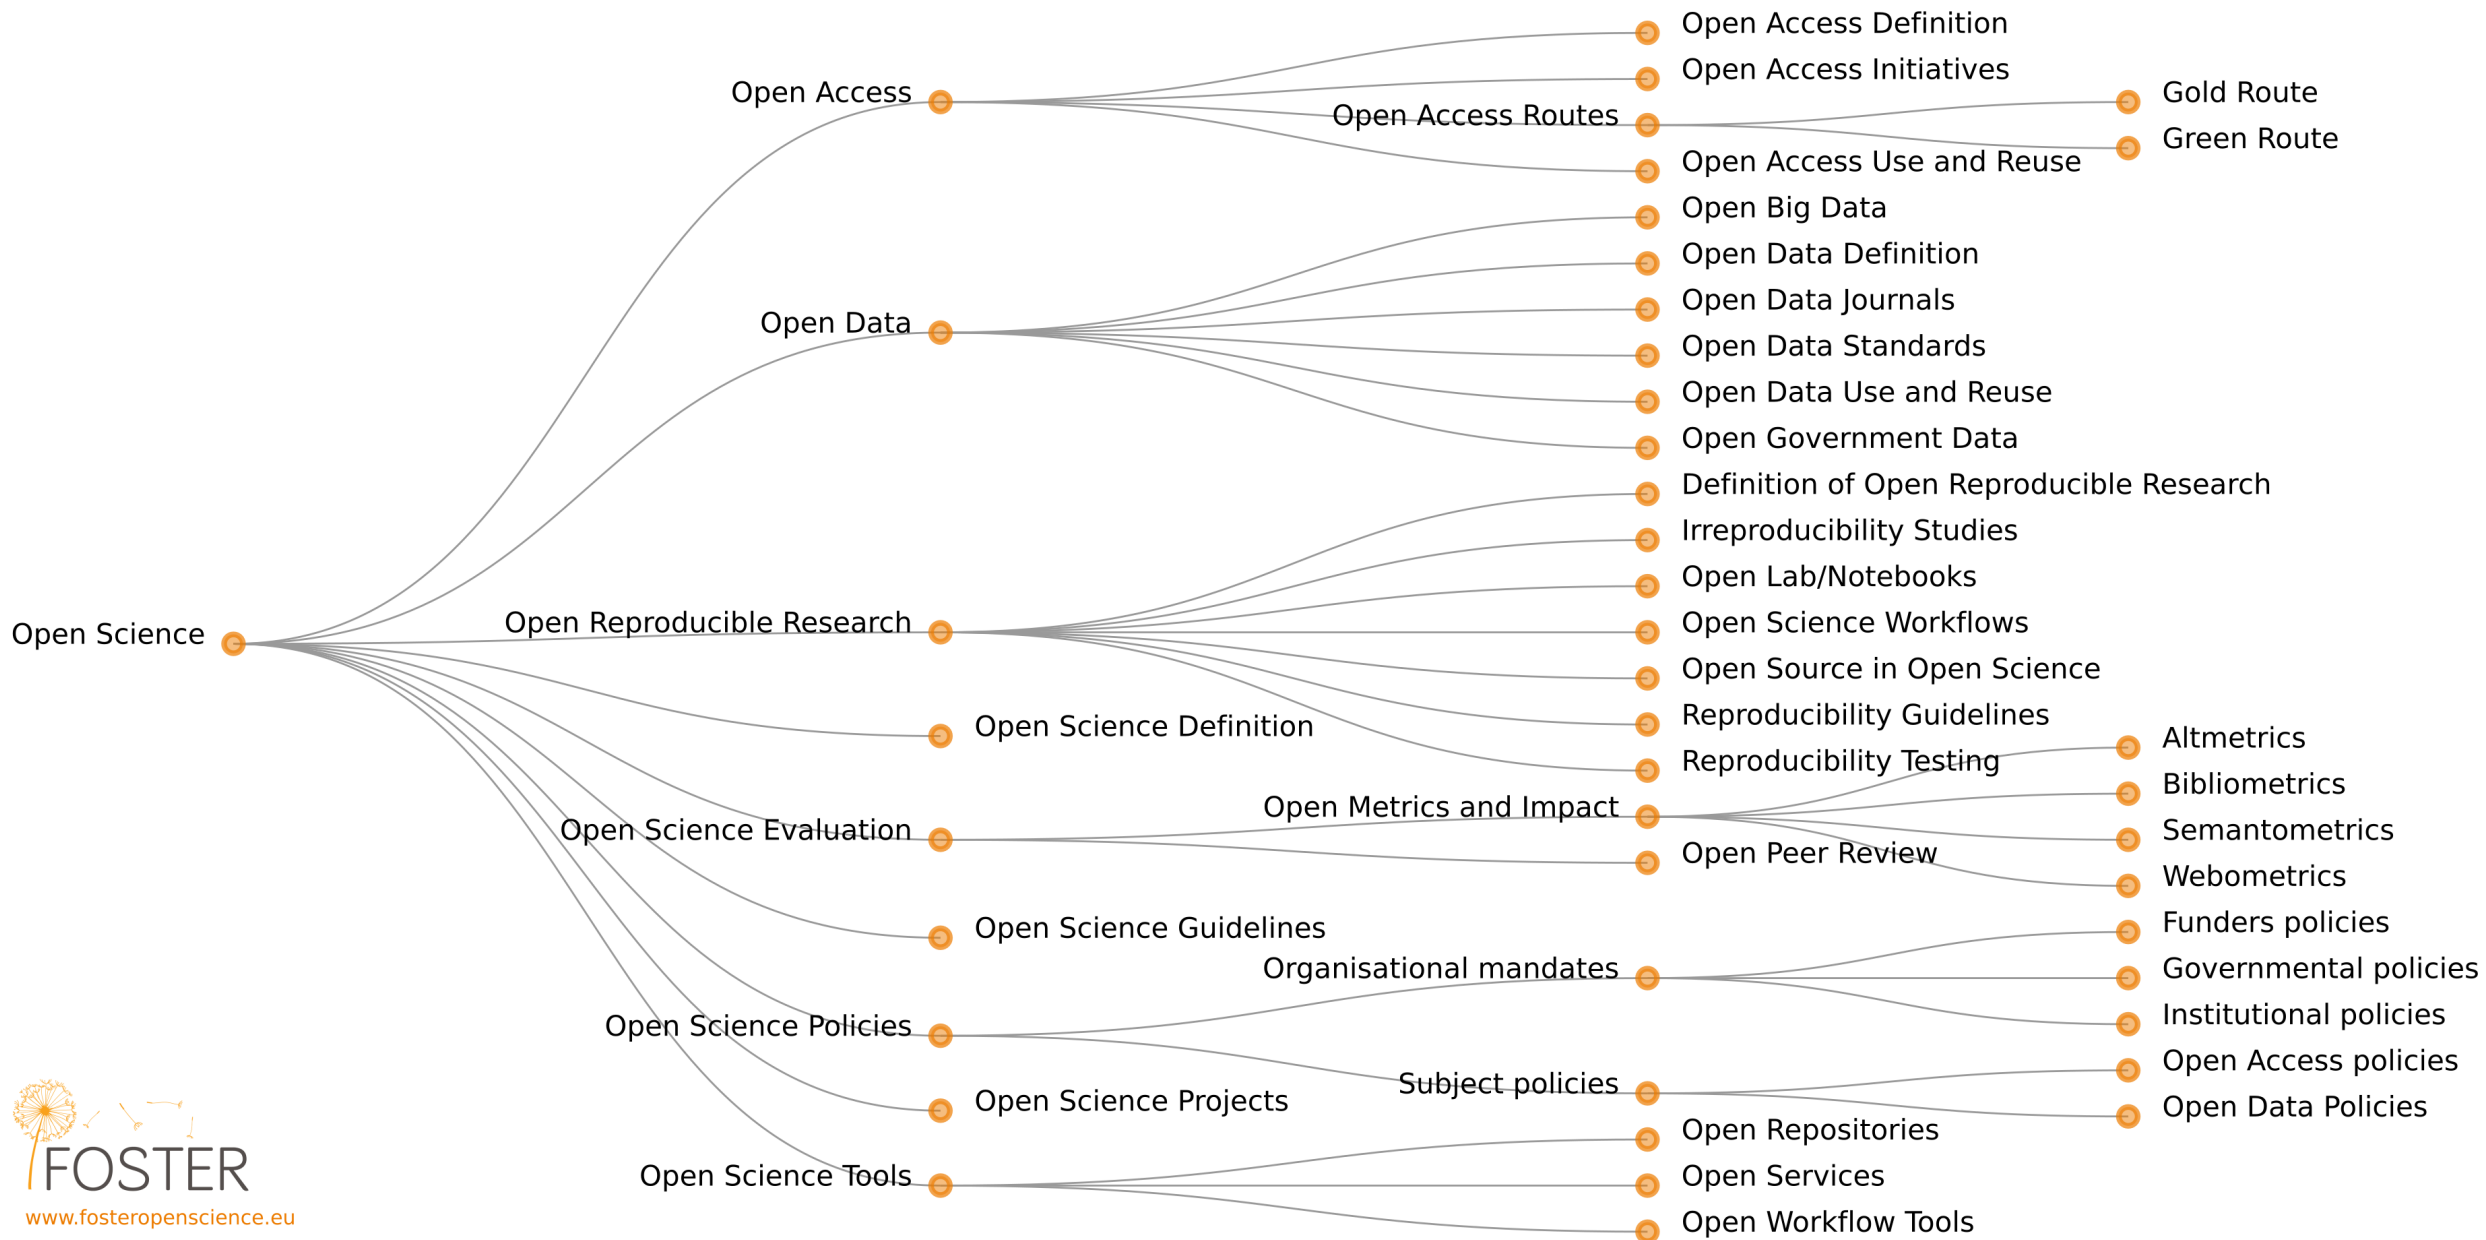 Open Science
Open Access
Open Access Definition
Open Access Initiatives
Open Access Routes
Gold Route
Green Route
Open Access Use and Reuse
Open Data
Open Big Data
Open Data Definition
Open Data Journals
Open Data Standards
Open Data Use and Reuse
Open Government Data
Open Reproducible Research
Definition of Open Reproducible Research
Irreproducibility Studies
Open Lab/Notebooks
Open Science Workflows
Open Source in Open Science
Reproducibility Guidelines
Reproducibility Testing
Open Science Definition
Open Science Evaluation
Open Metrics and Impact
Altmetrics
Bibliometrics
Semantometrics
Webometrics
Open Peer Review
Open Science Guidelines
Open Science Policies
Organisational mandates
Funders policies
Governmental policies
Institutional policies
Subject policies
Open Access policies
Open Data Policies
Open Science Projects
Open Science Tools
Open Repositories
Open Services
Open Workflow Tools
FOSTER
www.fosteropenscience.eu